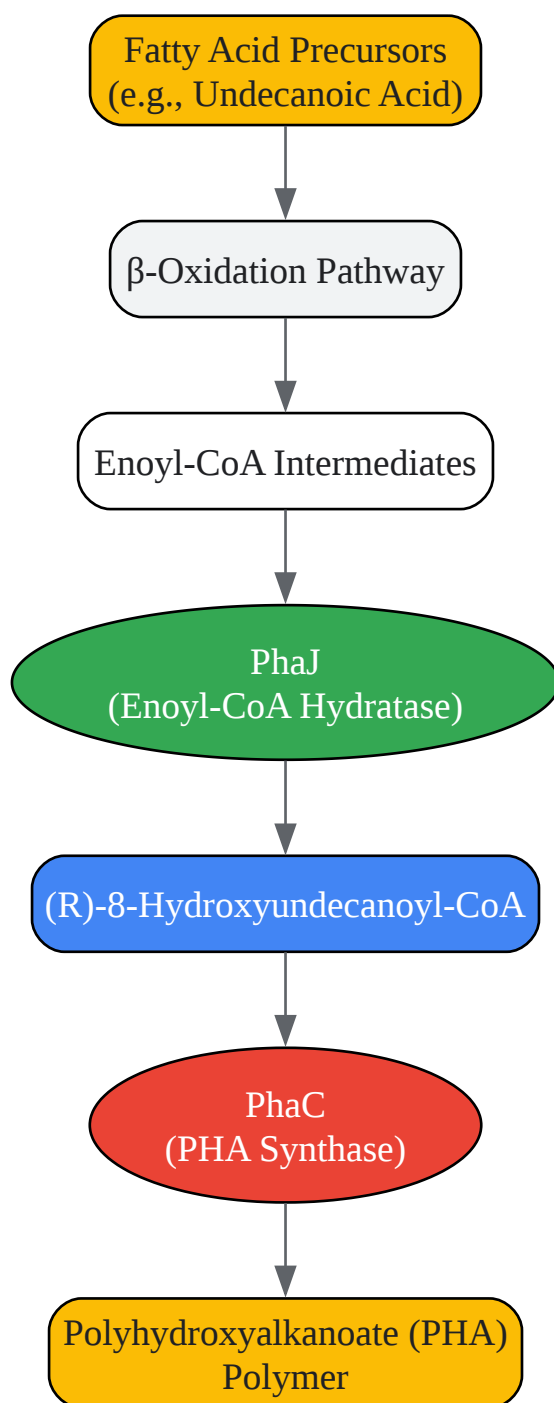 Fatty Acid Precursors
(e.g., Undecanoic Acid)
β-Oxidation Pathway
Enoyl-CoA Intermediates
PhaJ
(Enoyl-CoA Hydratase)
(R)-8-Hydroxyundecanoyl-CoA
PhaC
(PHA Synthase)
Polyhydroxyalkanoate (PHA)
Polymer